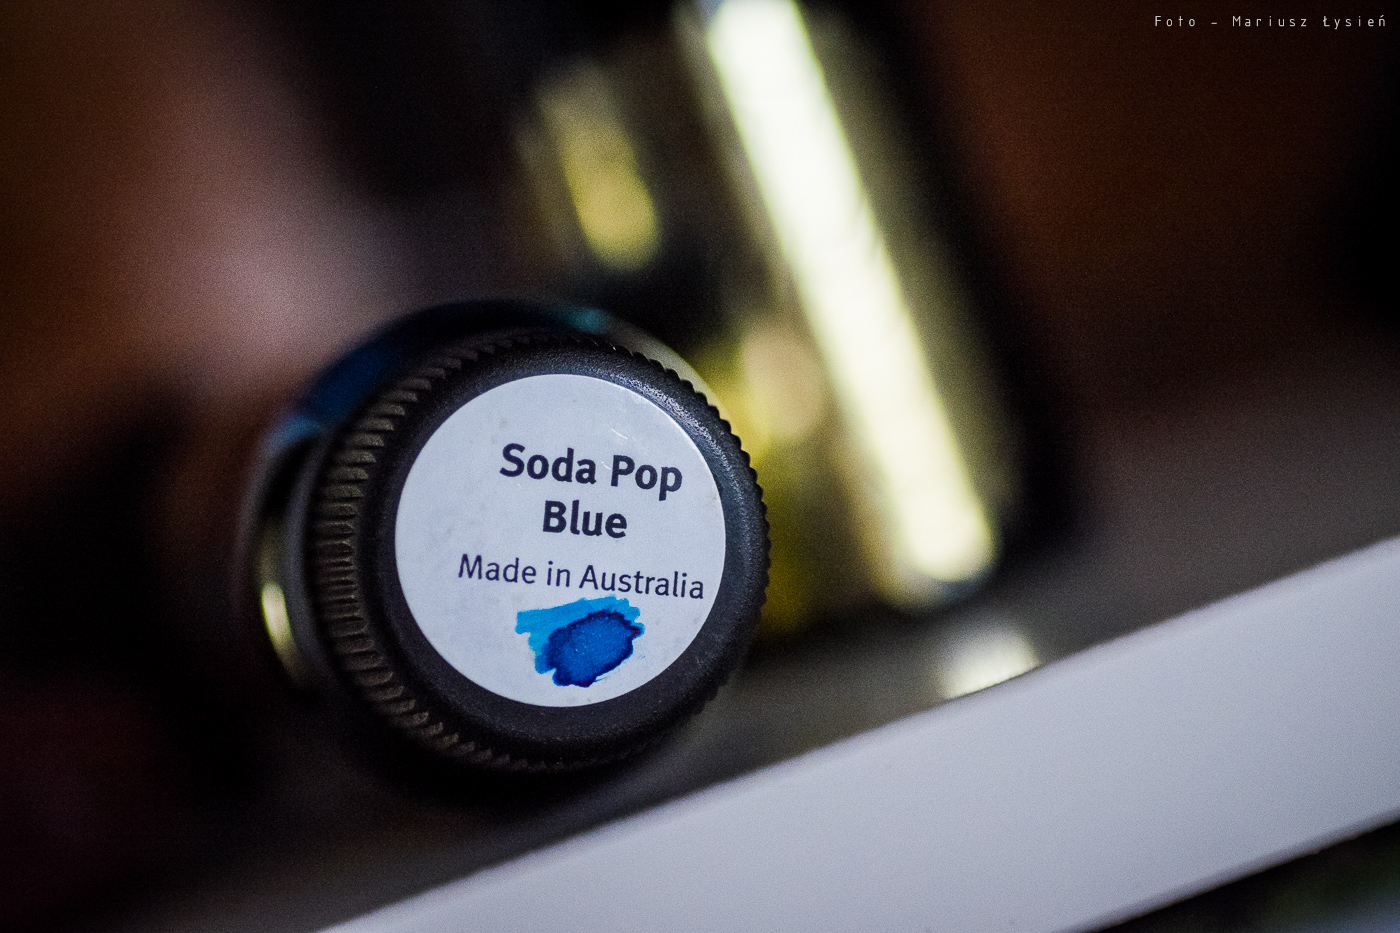 Foto - Mariusz Łysień
Soda Pop
Blue
Made in Australia